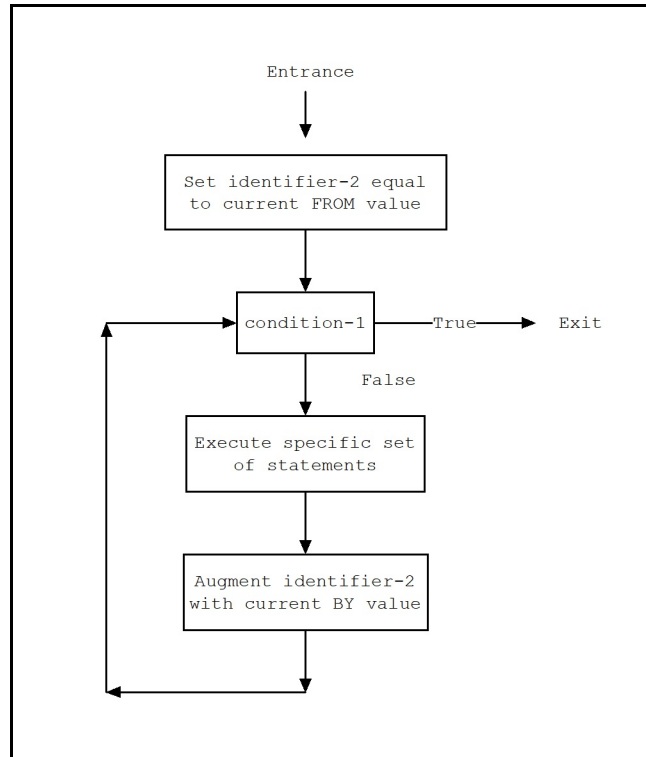 Entrance
Set identifier-2 equal
to current FROM value
condition-1
True
Exit
False
Execute specific set
of statements
Augment identifier-2
with current BY value